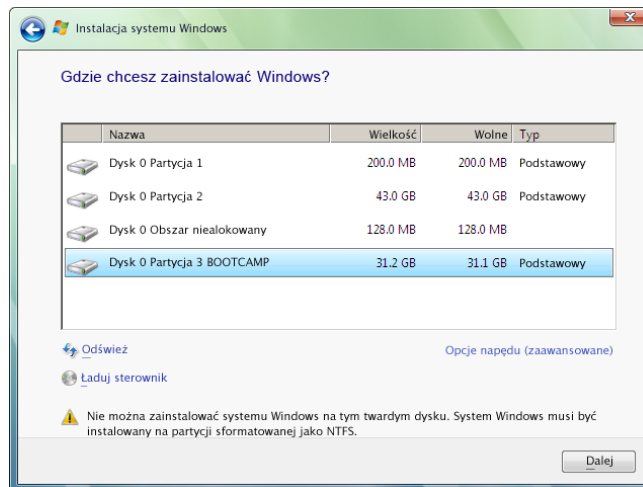 Instalacja systemu Windows
Gdzie chcesz zainstalować Windows?
Nazwa Wielkość Wolne Typ
Dysk 0 Partycja 1 200.0 MB 200.0 MB Podstawowy
Dysk 0 Partycja 2 43.0 GB 43.0 GB Podstawowy
Dysk 0 Obszar niealokowany 128.0 MB 128.0 MB
Dysk 0 Partycja 3 BOOTCAMP 31.2 GB 31.1 GB Podstawowy
Odśwież Opcje napędu (zaawansowane)
Ładuj sterownik
Nie można zainstalować systemu Windows na tym twardym dysku. System Windows musi być
instalowany na partycji sformatowanej jako NTFS.
Dalej